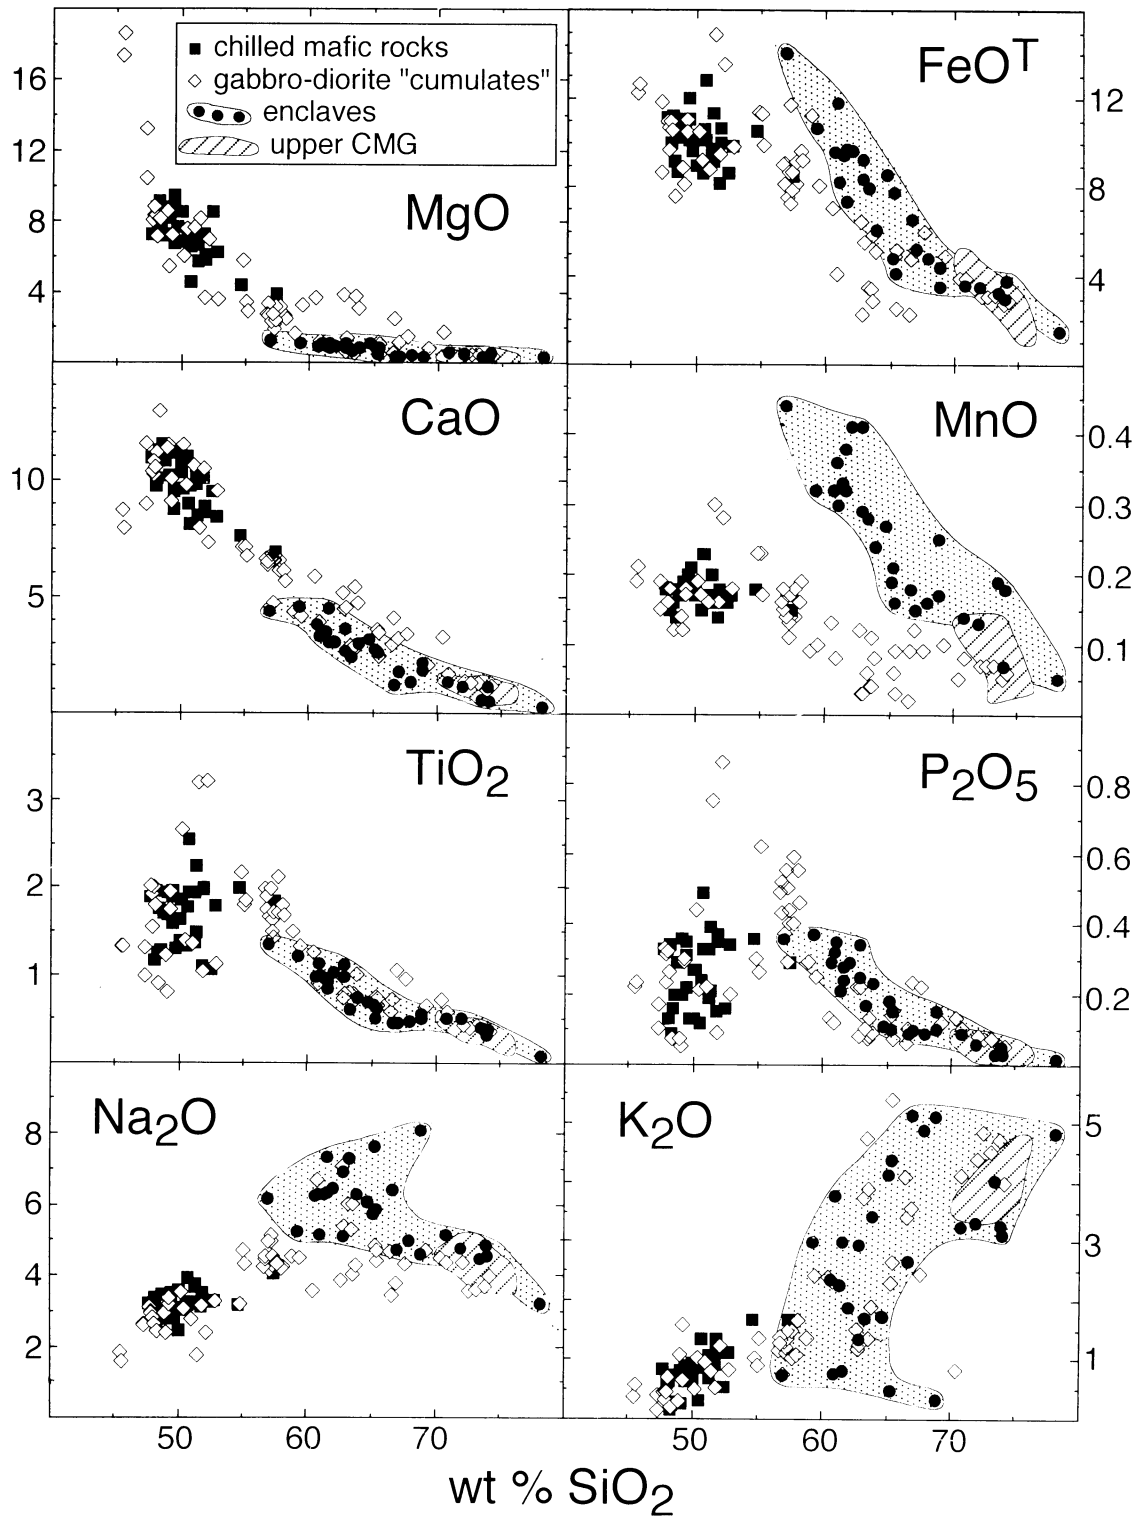 chilled mafic rocks
gabbro-diorite "cumulates"
enclaves
upper CMG
MgO
16
12
8
4
FeOT
12
8
4
CaO
10
5
MnO
0.4
0.3
0.2
0.1
TiO2
3
2
1
P2O5
0.8
0.6
0.4
0.2
Na2O
8
6
4
2
K2O
5
3
1
50 60 70 50 60 70
wt % SiO2